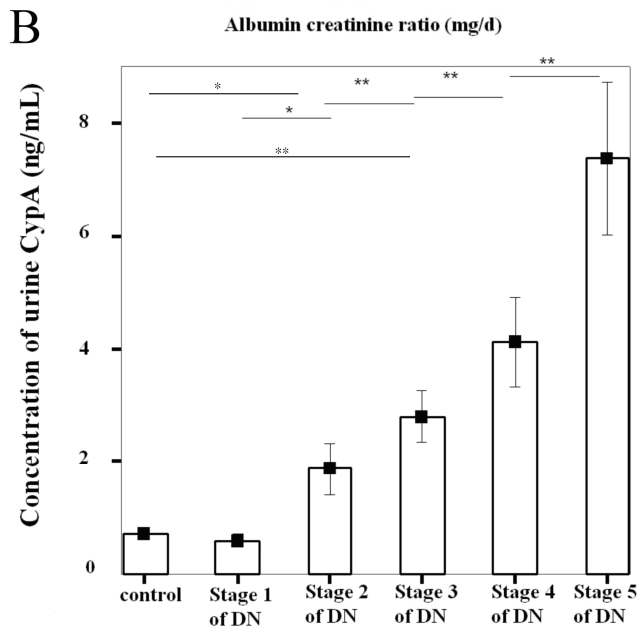 B
Albumin creatinine ratio (mg/d)
Concentration of urine CypA (ng/mL)
8
6
4
2
0
*
**
**
**
*
**
control
Stage 1
of DN
Stage 2
of DN
Stage 3
of DN
Stage 4
of DN
Stage 5
of DN